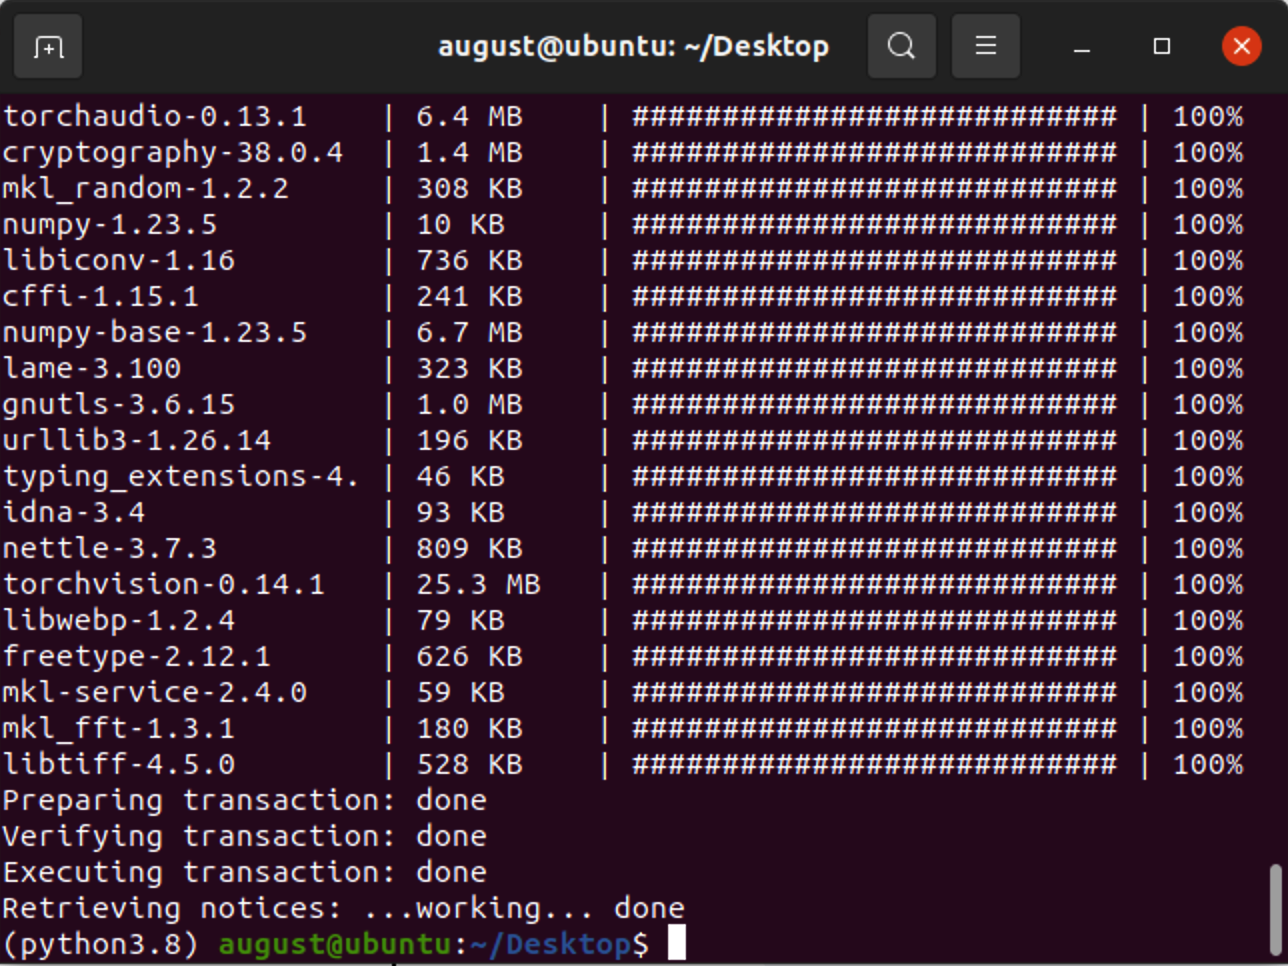 august@ubuntu: ~/Desktop
torchaudio-0.13.1    | 6.4 MB    | ########################### | 100%
cryptography-38.0.4  | 1.4 MB    | ########################### | 100%
mkl_random-1.2.2     | 308 KB    | ########################### | 100%
numpy-1.23.5         | 10 KB     | ########################### | 100%
libiconv-1.16        | 736 KB    | ########################### | 100%
cffi-1.15.1          | 241 KB    | ########################### | 100%
numpy-base-1.23.5    | 6.7 MB    | ########################### | 100%
lame-3.100           | 323 KB    | ########################### | 100%
gnutls-3.6.15        | 1.0 MB    | ########################### | 100%
urllib3-1.26.14      | 196 KB    | ########################### | 100%
typing_extensions-4. | 46 KB     | ########################### | 100%
idna-3.4             | 93 KB     | ########################### | 100%
nettle-3.7.3         | 809 KB    | ########################### | 100%
torchvision-0.14.1   | 25.3 MB   | ########################### | 100%
libwebp-1.2.4        | 79 KB     | ########################### | 100%
freetype-2.12.1      | 626 KB    | ########################### | 100%
mkl-service-2.4.0    | 59 KB     | ########################### | 100%
mkl_fft-1.3.1        | 180 KB    | ########################### | 100%
libtiff-4.5.0        | 528 KB    | ########################### | 100%
Preparing transaction: done
Verifying transaction: done
Executing transaction: done
Retrieving notices: ...working... done
(python3.8) august@ubuntu:~/Desktop$